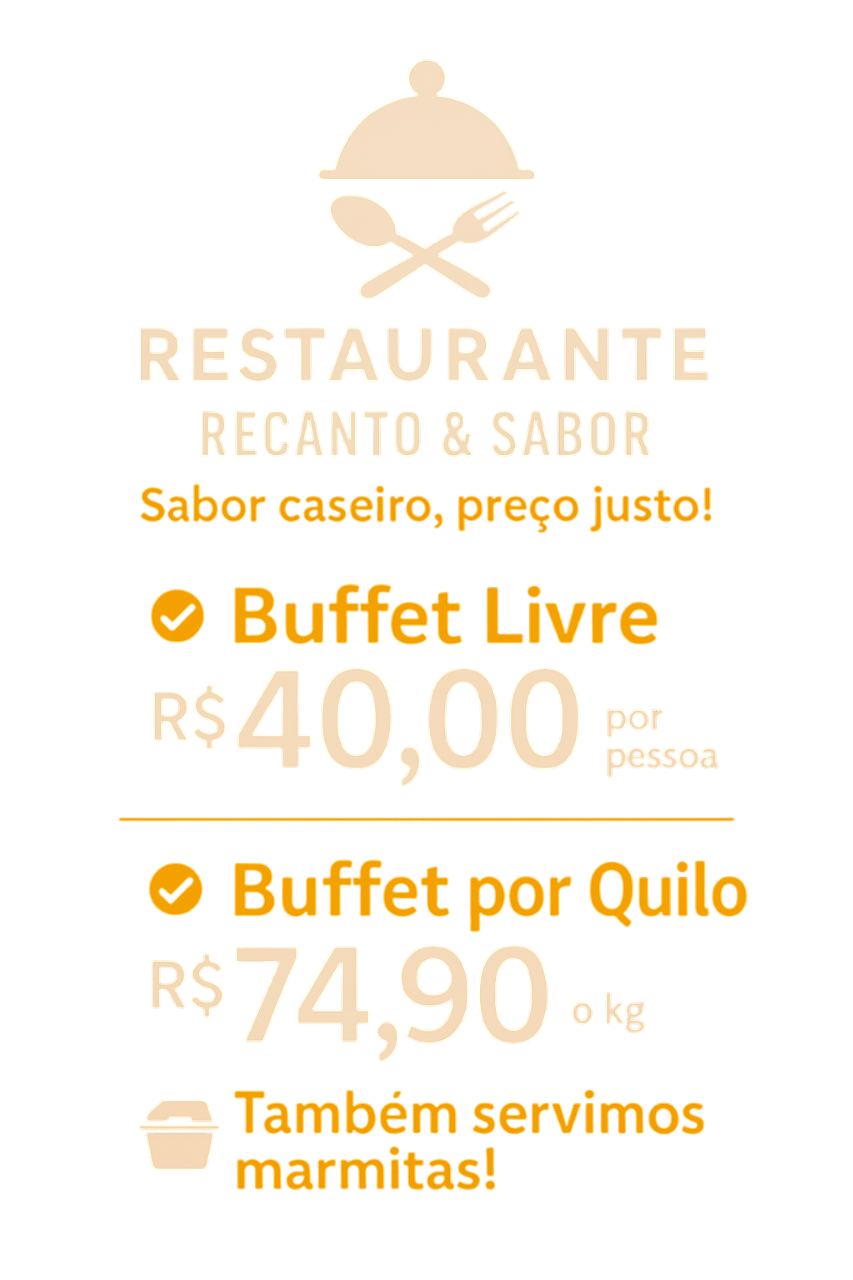 RESTAURANTE
RECANTO & SABOR
Sabor caseiro, preço justo!
Buffet Livre
R$40,00 por
pessoa
Buffet por Quilo
R$74,90 o kg
Também servimos
marmitas!